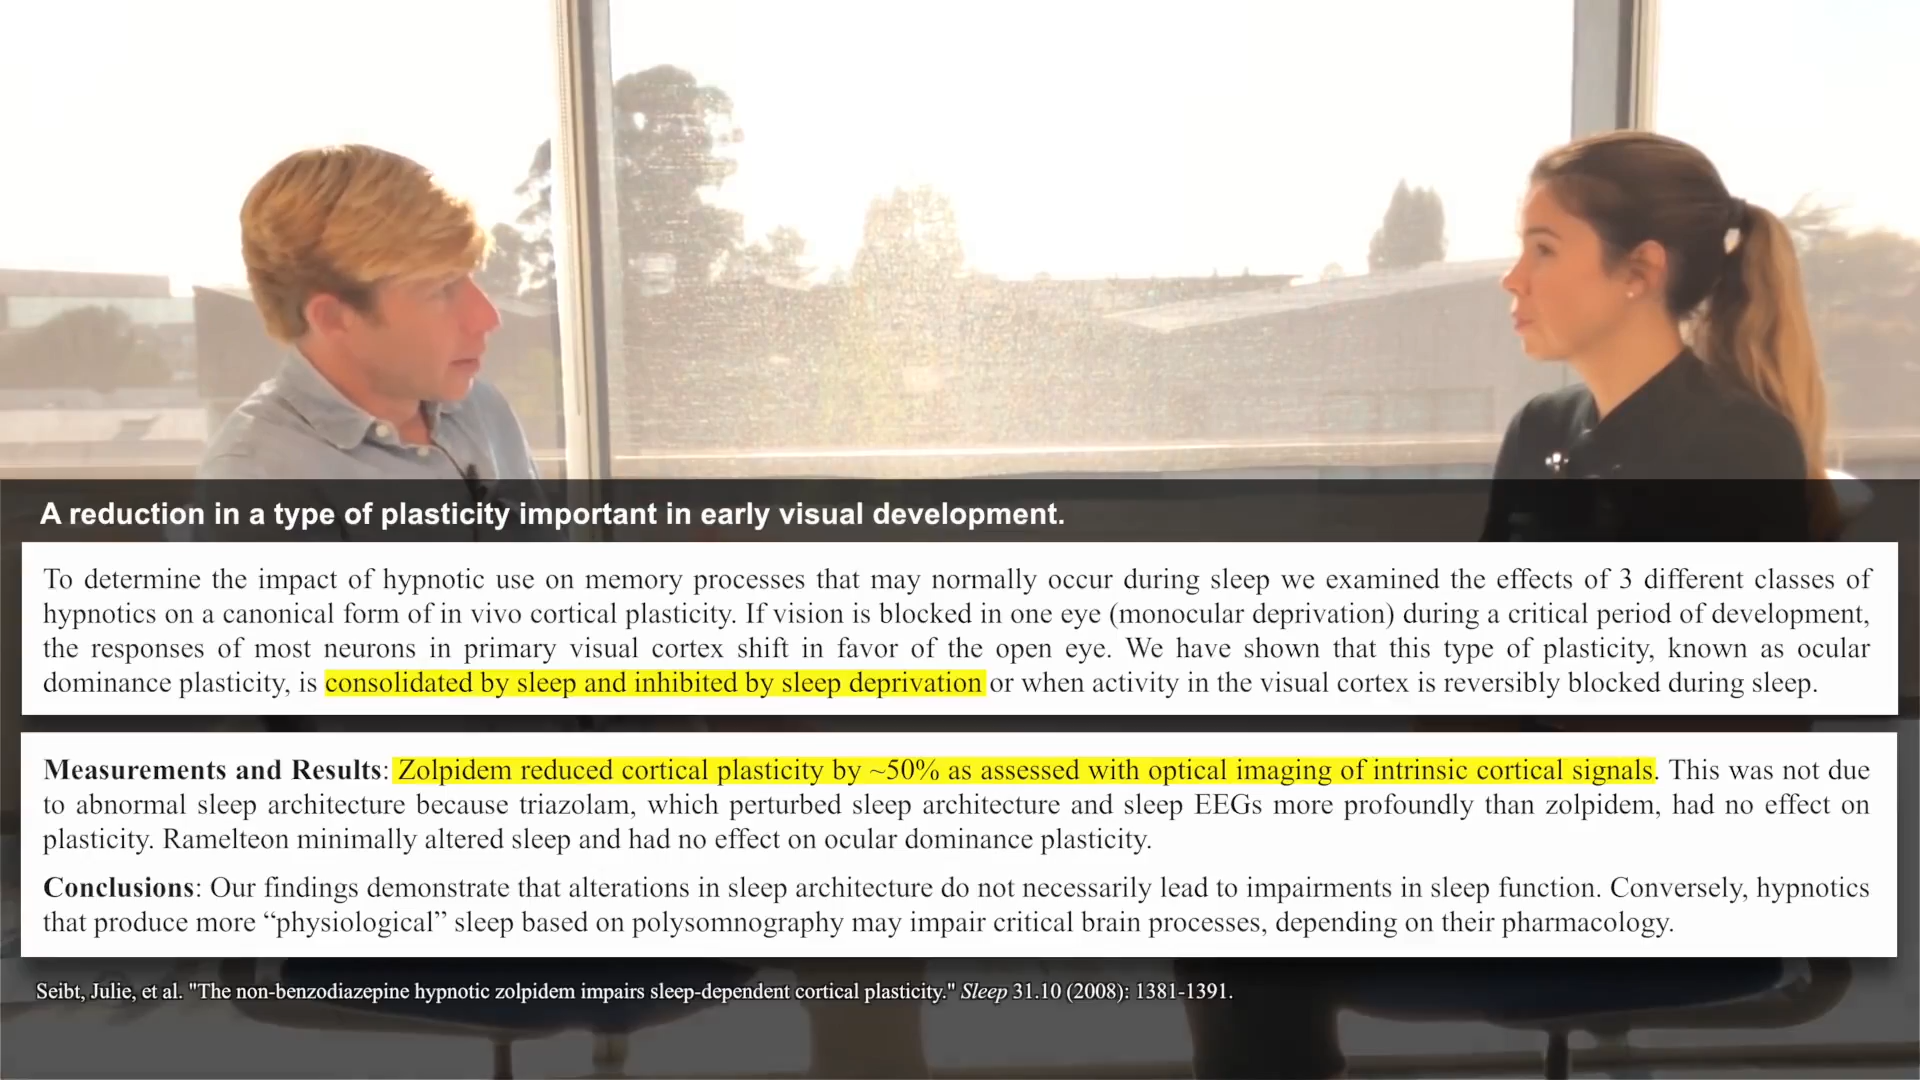 A reduction in a type of plasticity important in early visual development.
To determine the impact of hypnotic use on memory processes that may normally occur during sleep we examined the effects of 3 different classes of
hypnotics on a canonical form of in vivo cortical plasticity. If vision is blocked in one eye (monocular deprivation) during a critical period of development,
the responses of most neurons in primary visual cortex shift in favor of the open eye. We have shown that this type of plasticity, known as ocular
dominance plasticity, is consolidated by sleep and inhibited by sleep deprivation or when activity in the visual cortex is reversibly blocked during sleep.
Measurements and Results: Zolpidem reduced cortical plasticity by ~50% as assessed with optical imaging of intrinsic cortical signals. This was not due
to abnormal sleep architecture because triazolam, which perturbed sleep architecture and sleep EEGs more profoundly than zolpidem, had no effect on
plasticity. Ramelteon minimally altered sleep and had no effect on ocular dominance plasticity.
Conclusions: Our findings demonstrate that alterations in sleep architecture do not necessarily lead to impairments in sleep function. Conversely, hypnotics
that produce more “physiological” sleep based on polysomnography may impair critical brain processes, depending on their pharmacology.
Seibt, Julie, et al. "The non-benzodiazepine hypnotic zolpidem impairs sleep-dependent cortical plasticity." Sleep 31.10 (2008): 1381-1391.